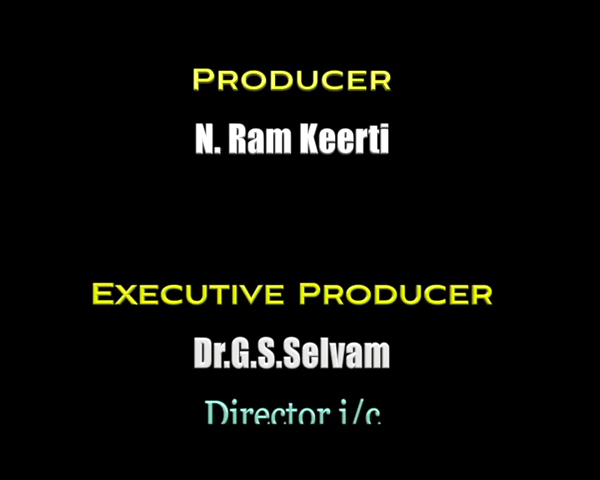 PRODUCER
N. Ram Keerti
EXECUTIVE PRODUCER
Dr.G.S.Selvam
Director i/c